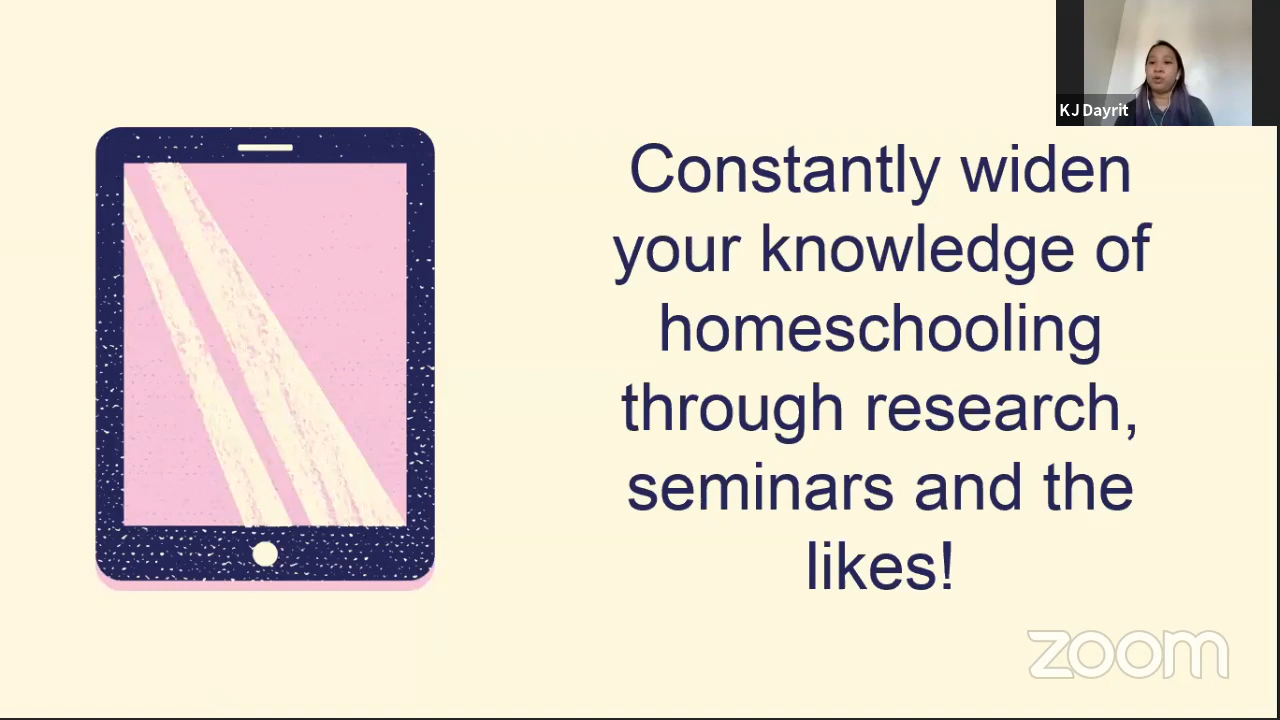 KJ Dayrit
Constantly widen
your knowledge of
homeschooling
through research,
seminars and the
likes!
zoom